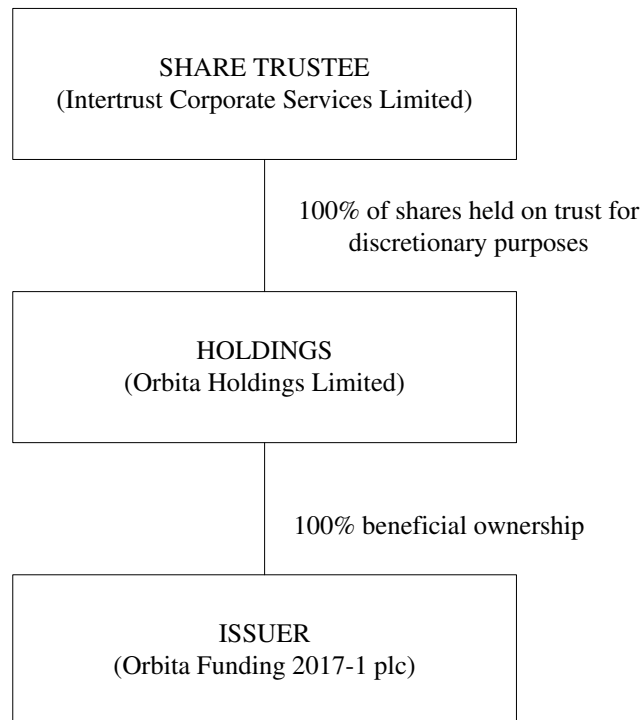 SHARE TRUSTEE
(Intertrust Corporate Services Limited)
100% of shares held on trust for
discretionary purposes
HOLDINGS
(Orbita Holdings Limited)
100% beneficial ownership
ISSUER
(Orbita Funding 2017-1 plc)